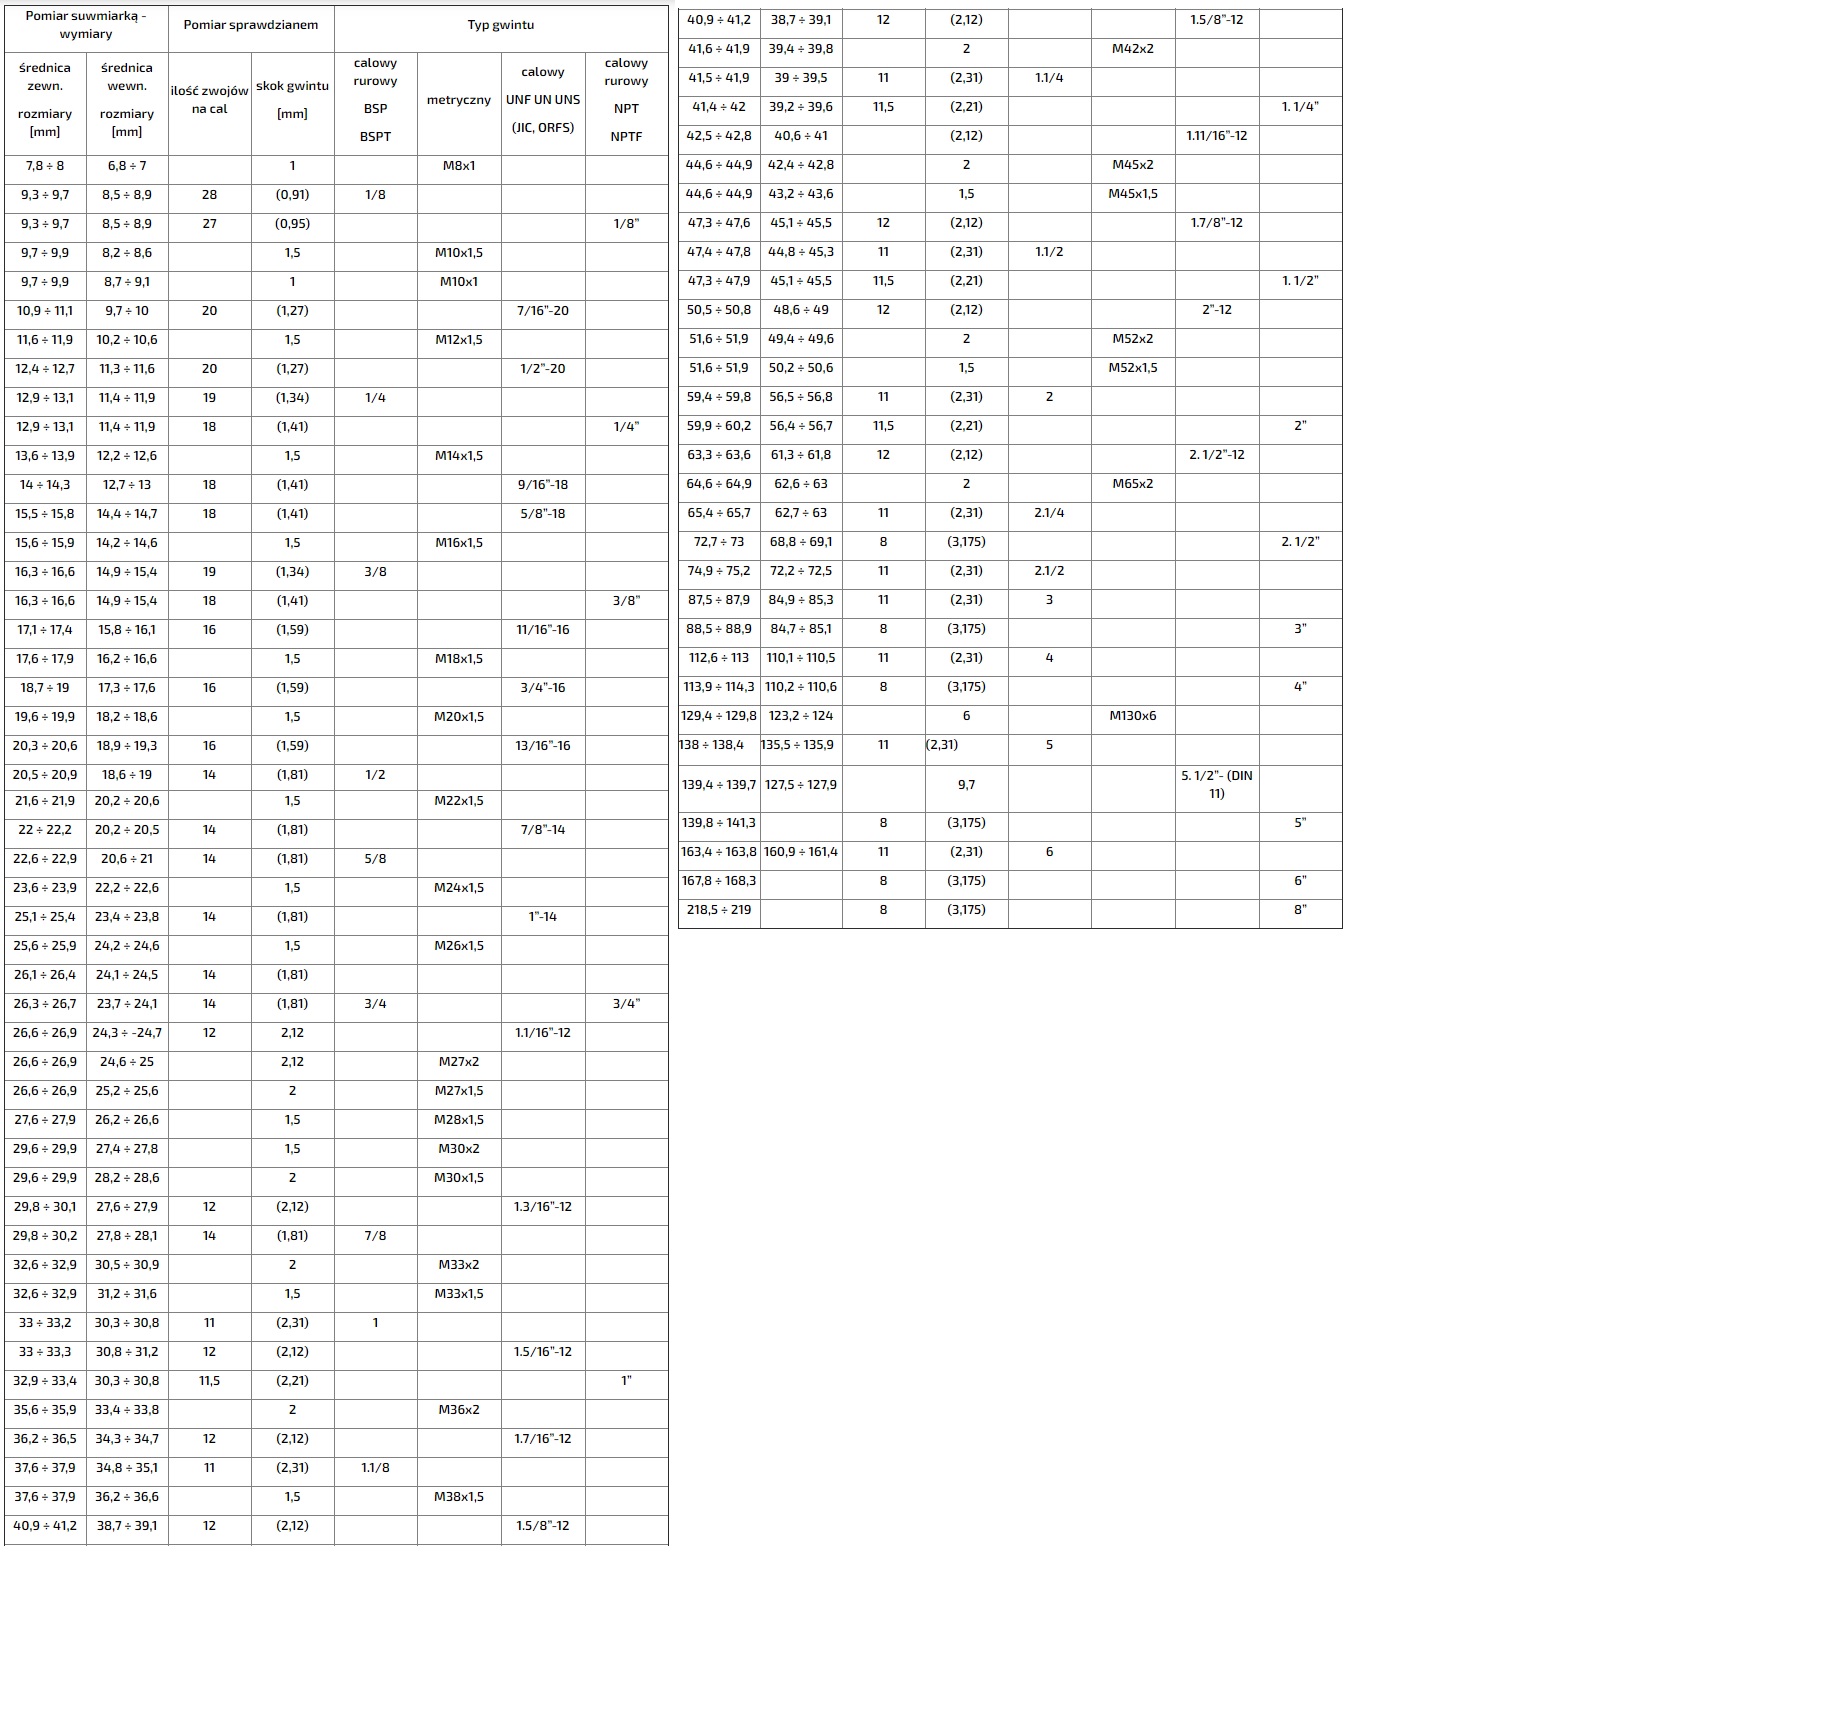 Pomiar suwmiarką - wymiary Pomiar sprawdzianem Typ gwintu
średnica zewn. rozmiary [mm] średnica wewn. rozmiary [mm] ilość zwojów na cal skok gwintu [mm] calowy rurowy BSP BSPT metryczny calowy UNF UN UNS (JIC, ORFS) calowy rurowy NPT NPTF
7,8 ÷ 8 6,8 ÷ 7 1 M8x1
9,3 ÷ 9,7 8,5 ÷ 8,9 28 (0,91) 1/8
9,3 ÷ 9,7 8,5 ÷ 8,9 27 (0,95) 1/8”
9,7 ÷ 9,9 8,2 ÷ 8,6 1,5 M10x1,5
9,7 ÷ 9,9 8,7 ÷ 9,1 1 M10x1
10,9 ÷ 11,1 9,7 ÷ 10 20 (1,27) 7/16”-20
11,6 ÷ 11,9 10,2 ÷ 10,6 1,5 M12x1,5
12,4 ÷ 12,7 11,3 ÷ 11,6 20 (1,27) 1/2”-20
12,9 ÷ 13,1 11,4 ÷ 11,9 19 (1,34) 1/4
12,9 ÷ 13,1 11,4 ÷ 11,9 18 (1,41) 1/4”
13,6 ÷ 13,9 12,2 ÷ 12,6 1,5 M14x1,5
14 ÷ 14,3 12,7 ÷ 13 18 (1,41) 9/16”-18
15,5 ÷ 15,8 14,4 ÷ 14,7 18 (1,41) 5/8”-18
15,6 ÷ 15,9 14,2 ÷ 14,6 1,5 M16x1,5
16,3 ÷ 16,6 14,9 ÷ 15,4 19 (1,34) 3/8
16,3 ÷ 16,6 14,9 ÷ 15,4 18 (1,41) 3/8”
17,1 ÷ 17,4 15,8 ÷ 16,1 16 (1,59) 11/16”-16
17,6 ÷ 17,9 16,2 ÷ 16,6 1,5 M18x1,5
18,7 ÷ 19 17,3 ÷ 17,6 16 (1,59) 3/4”-16
19,6 ÷ 19,9 18,2 ÷ 18,6 1,5 M20x1,5
20,3 ÷ 20,6 18,9 ÷ 19,3 16 (1,59) 13/16”-16
20,5 ÷ 20,9 18,6 ÷ 19 14 (1,81) 1/2
21,6 ÷ 21,9 20,2 ÷ 20,6 1,5 M22x1,5
22 ÷ 22,2 20,2 ÷ 20,5 14 (1,81) 7/8”-14
22,6 ÷ 22,9 20,6 ÷ 21 14 (1,81) 5/8
23,6 ÷ 23,9 22,2 ÷ 22,6 1,5 M24x1,5
25,1 ÷ 25,4 23,4 ÷ 23,8 14 (1,81) 1”-14
25,6 ÷ 25,9 24,2 ÷ 24,6 1,5 M26x1,5
26,1 ÷ 26,4 24,1 ÷ 24,5 14 (1,81)
26,3 ÷ 26,7 23,7 ÷ 24,1 14 (1,81) 3/4 3/4”
26,6 ÷ 26,9 24,3 ÷ -24,7 12 2,12 1.1/16”-12
26,6 ÷ 26,9 24,6 ÷ 25 2,12 M27x2
26,6 ÷ 26,9 25,2 ÷ 25,6 2 M27x1,5
27,6 ÷ 27,9 26,2 ÷ 26,6 1,5 M28x1,5
29,6 ÷ 29,9 27,4 ÷ 27,8 1,5 M30x2
29,6 ÷ 29,9 28,2 ÷ 28,6 2 M30x1,5
29,8 ÷ 30,1 27,6 ÷ 27,9 12 (2,12) 1.3/16”-12
29,8 ÷ 30,2 27,8 ÷ 28,1 14 (1,81) 7/8
32,6 ÷ 32,9 30,5 ÷ 30,9 2 M33x2
32,6 ÷ 32,9 31,2 ÷ 31,6 1,5 M33x1,5
33 ÷ 33,2 30,3 ÷ 30,8 11 (2,31) 1
33 ÷ 33,3 30,8 ÷ 31,2 12 (2,12) 1.5/16”-12
32,9 ÷ 33,4 30,3 ÷ 30,8 11,5 (2,21) 1”
35,6 ÷ 35,9 33,4 ÷ 33,8 2 M36x2
36,2 ÷ 36,5 34,3 ÷ 34,7 12 (2,12) 1.7/16”-12
37,6 ÷ 37,9 34,8 ÷ 35,1 11 (2,31) 1.1/8
37,6 ÷ 37,9 36,2 ÷ 36,6 1,5 M38x1,5
40,9 ÷ 41,2 38,7 ÷ 39,1 12 (2,12) 1.5/8”-12
40,9 ÷ 41,2 38,7 ÷ 39,1 12 (2,12) 1.5/8”-12
41,6 ÷ 41,9 39,4 ÷ 39,8 2 M42x2
41,5 ÷ 41,9 39 ÷ 39,5 11 (2,31) 1.1/4
41,4 ÷ 42 39,2 ÷ 39,6 11,5 (2,21) 1. 1/4”
42,5 ÷ 42,8 40,6 ÷ 41 (2,12) 1.11/16”-12
44,6 ÷ 44,9 42,4 ÷ 42,8 2 M45x2
44,6 ÷ 44,9 43,2 ÷ 43,6 1,5 M45x1,5
47,3 ÷ 47,6 45,1 ÷ 45,5 12 (2,12) 1.7/8”-12
47,4 ÷ 47,8 44,8 ÷ 45,3 11 (2,31) 1.1/2
47,3 ÷ 47,9 45,1 ÷ 45,5 11,5 (2,21) 1. 1/2”
50,5 ÷ 50,8 48,6 ÷ 49 12 (2,12) 2”-12
51,6 ÷ 51,9 49,4 ÷ 49,6 2 M52x2
51,6 ÷ 51,9 50,2 ÷ 50,6 1,5 M52x1,5
59,4 ÷ 59,8 56,5 ÷ 56,8 11 (2,31) 2
59,9 ÷ 60,2 56,4 ÷ 56,7 11,5 (2,21) 2”
63,3 ÷ 63,6 61,3 ÷ 61,8 12 (2,12) 2. 1/2”-12
64,6 ÷ 64,9 62,6 ÷ 63 2 M65x2
65,4 ÷ 65,7 62,7 ÷ 63 11 (2,31) 2.1/4
72,7 ÷ 73 68,8 ÷ 69,1 8 (3,175) 2. 1/2”
74,9 ÷ 75,2 72,2 ÷ 72,5 11 (2,31) 2.1/2
87,5 ÷ 87,9 84,9 ÷ 85,3 11 (2,31) 3
88,5 ÷ 88,9 84,7 ÷ 85,1 8 (3,175) 3”
112,6 ÷ 113 110,1 ÷ 110,5 11 (2,31) 4
113,9 ÷ 114,3 110,2 ÷ 110,6 8 (3,175) 4”
129,4 ÷ 129,8 123,2 ÷ 124 6 M130x6
138 ÷ 138,4 135,5 ÷ 135,9 11 (2,31) 5
139,4 ÷ 139,7 127,5 ÷ 127,9 9,7 5. 1/2”- (DIN 11)
139,8 ÷ 141,3 8 (3,175) 5”
163,4 ÷ 163,8 160,9 ÷ 161,4 11 (2,31) 6
167,8 ÷ 168,3 8 (3,175) 6”
218,5 ÷ 219 8 (3,175) 8”